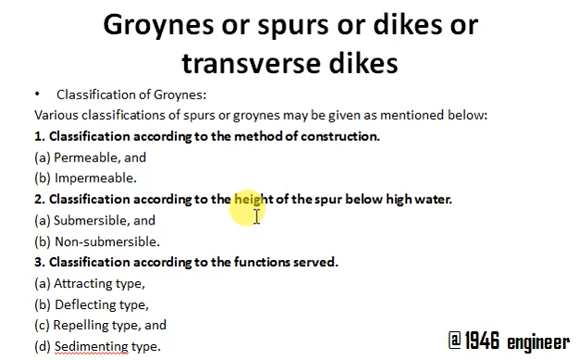 Groynes or spurs or dikes or
transverse dikes
• Classification of Groynes:
Various classifications of spurs or groynes may be given as mentioned below:
1. Classification according to the method of construction.
(a) Permeable, and
(b) Impermeable.
2. Classification according to the height of the spur below high water.
(a) Submersible, and
(b) Non-submersible.
3. Classification according to the functions served.
(a) Attracting type,
(b) Deflecting type,
(c) Repelling type, and
(d) Sedimenting type.
@1946 engineer